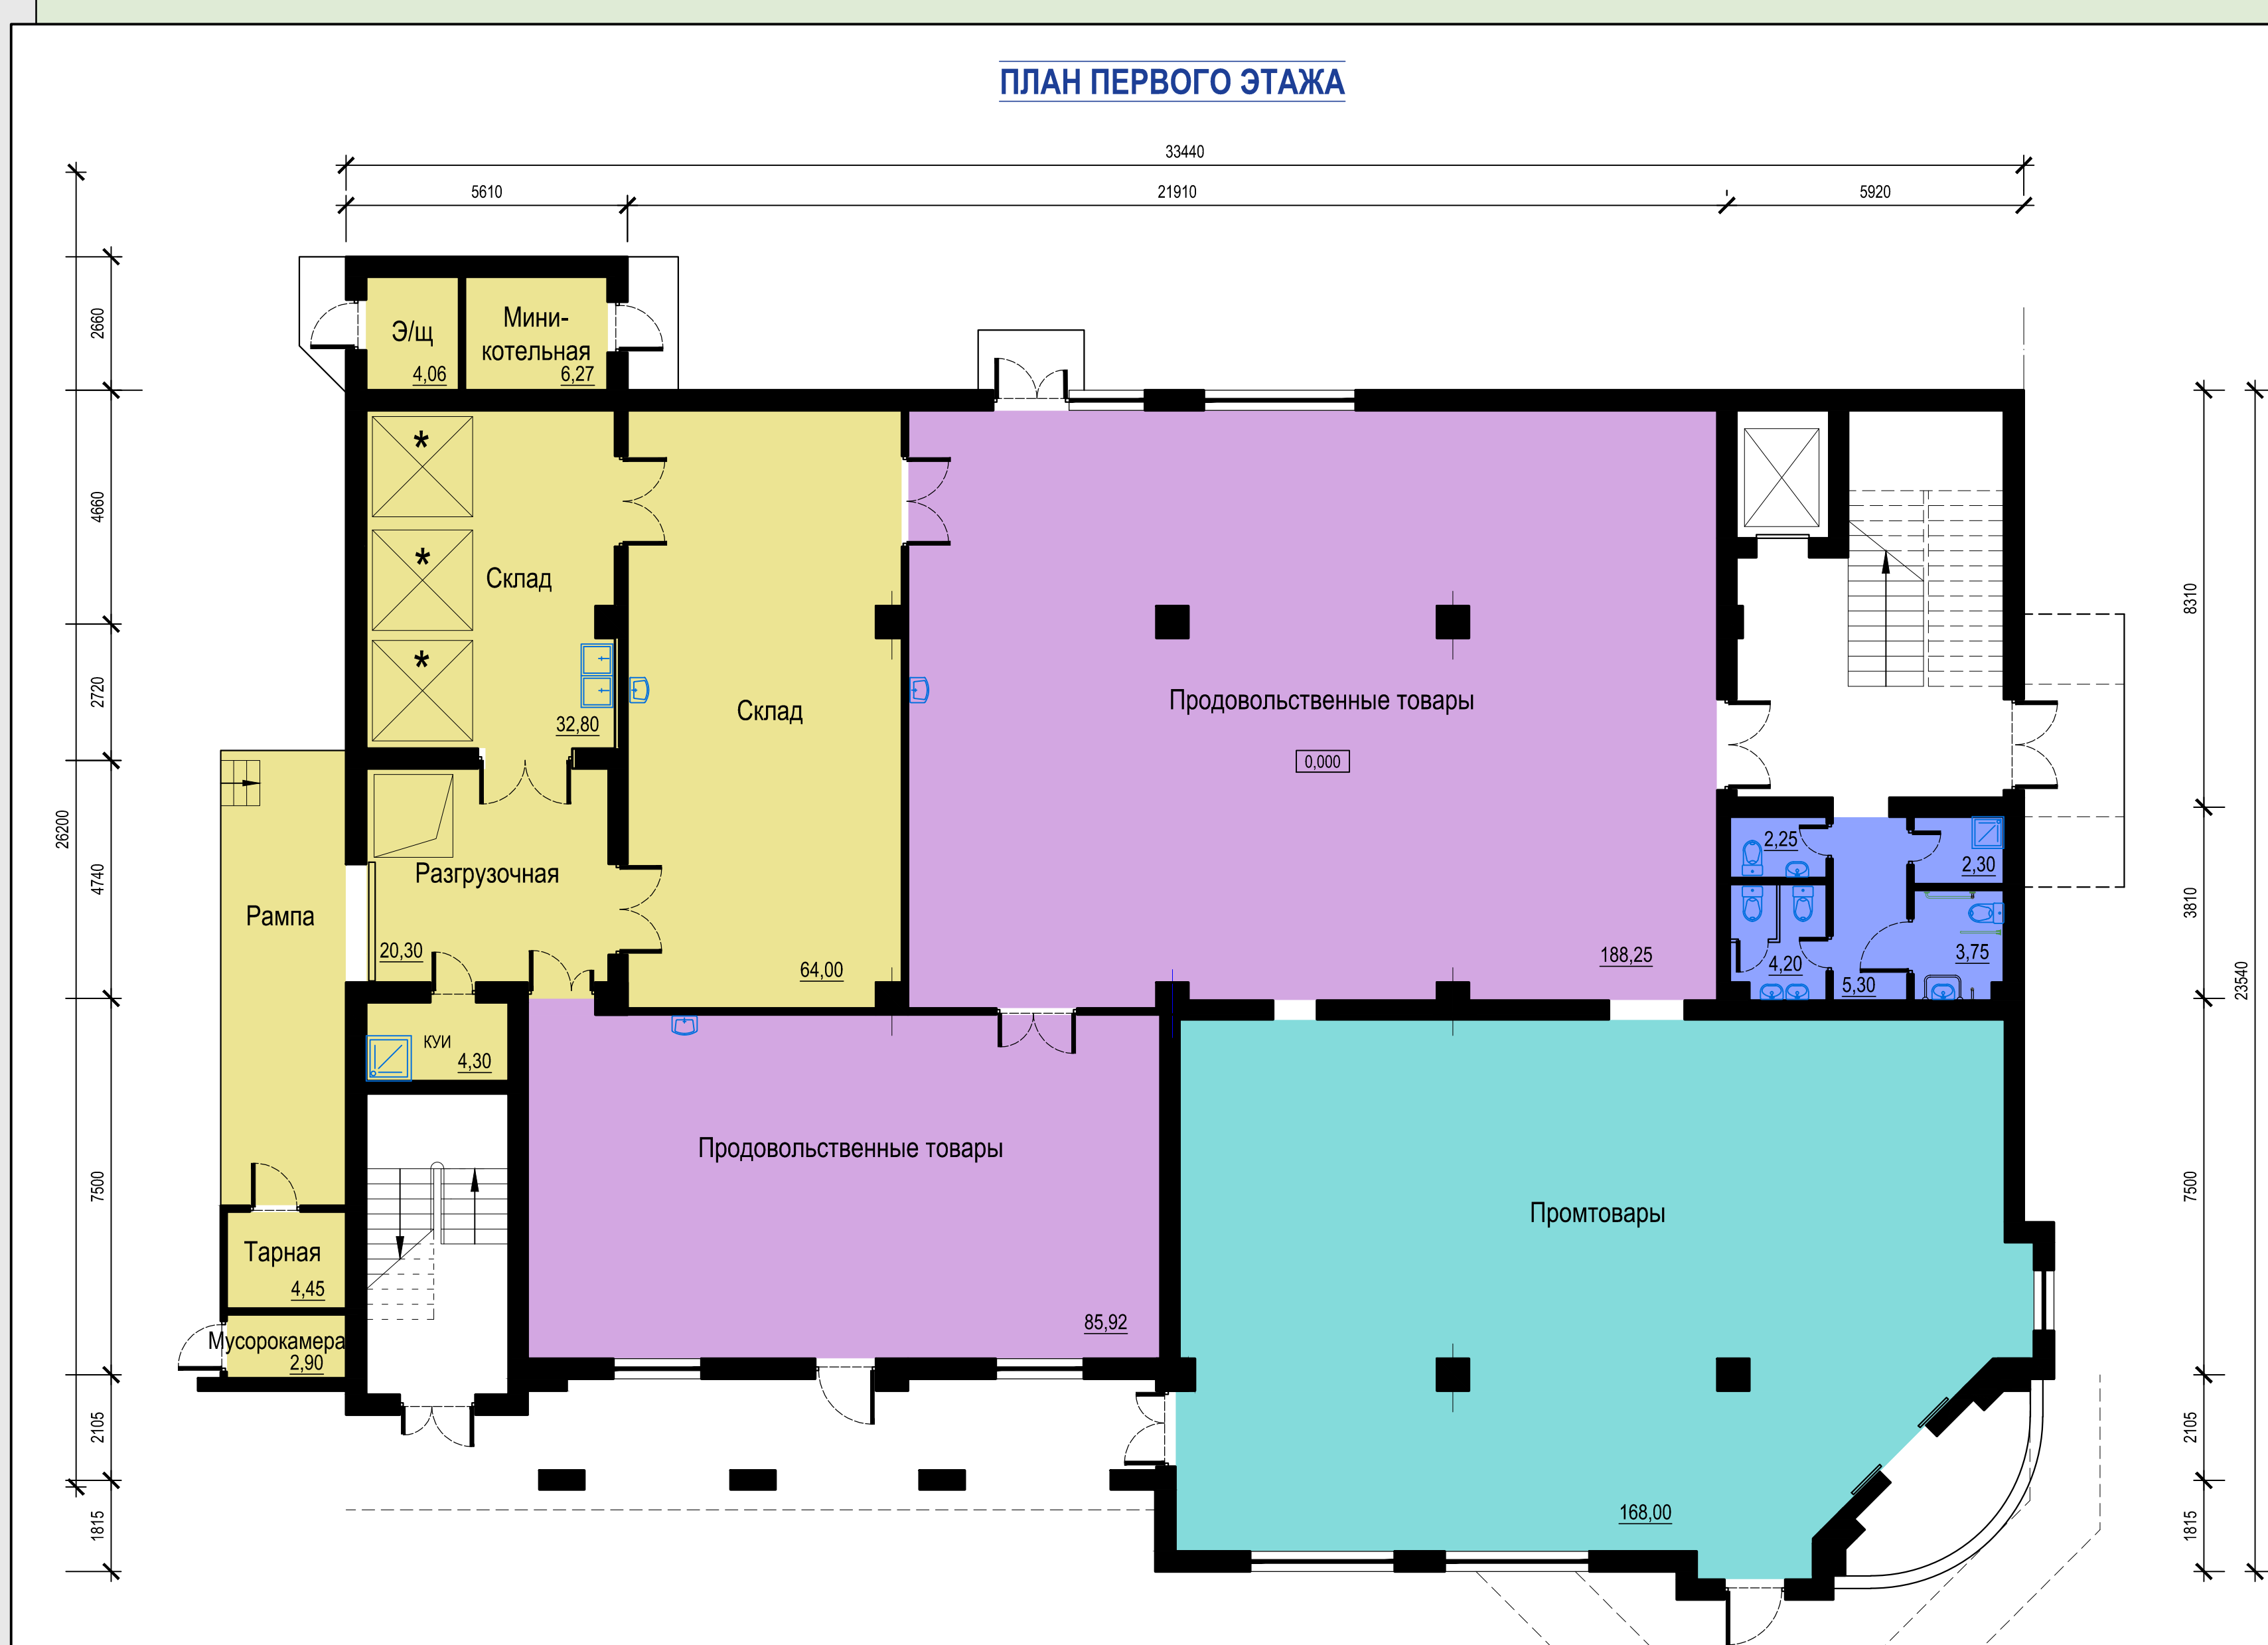 ПЛАН ПЕРВОГО ЭТАЖА
33440
5610
21910
5920
2660
4660
2720
4740
26200
7500
2105
1815
Э/щ
4,06
Мини-
котельная
6,27
*
*
*
Склад
32,80
Склад
64,00
Продовольственные товары
0,000
188,25
Разгрузочная
20,30
Рампа
КУИ
4,30
2,25
2,30
4,20
5,30
3,75
Продовольственные товары
85,92
Промтовары
168,00
Тарная
4,45
Мусорокамера
2,90
8310
3810
23540
7500
2105
1815